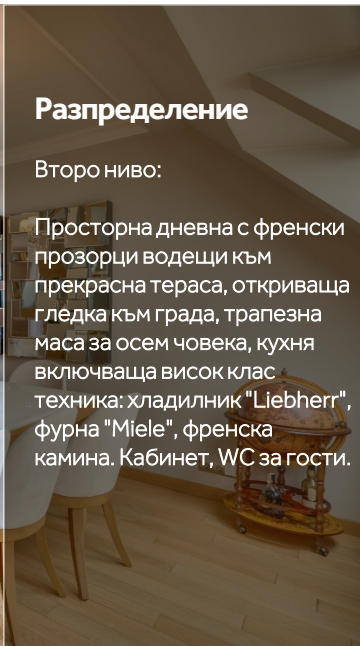 Разпределение
Второ ниво:
Просторна дневна с френски
прозорци водещи към
прекрасна тераса, откриваща
гледка към града, трапезна
маса за осем човека, кухня
включваща висок клас
техника: хладилник "Liebherr",
фурна "Miele", френска
камина. Кабинет, WC за гости.